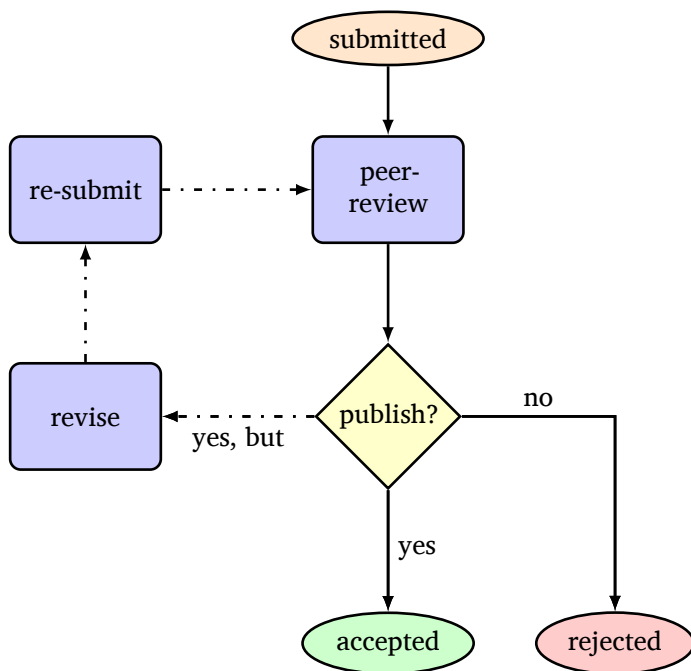 submitted
re-submit
peer-
review
revise
publish?
no
yes, but
yes
accepted
rejected